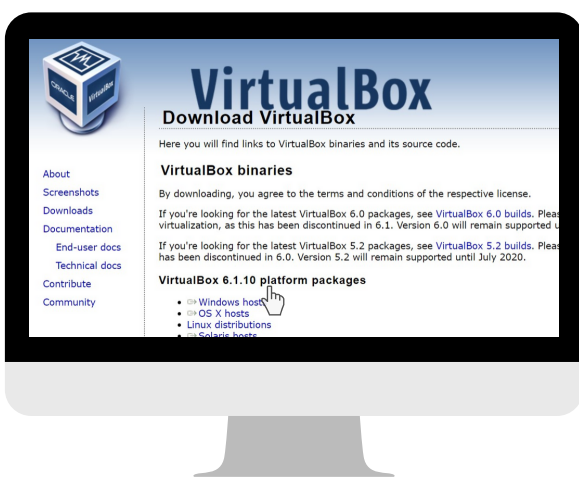 ORACLE
VirtualBox
VirtualBox
Download VirtualBox
Here you will find links to VirtualBox binaries and its source code.
About
Screenshots
Downloads
Documentation
End-user docs
Technical docs
Contribute
Community
VirtualBox binaries
By downloading, you agree to the terms and conditions of the respective license.
If you're looking for the latest VirtualBox 6.0 packages, see VirtualBox 6.0 builds.
virtualization, as this has been discontinued in 6.1. Version 6.0 will remain supported
If you're looking for the latest VirtualBox 5.2 packages, see VirtualBox 5.2 builds.
has been discontinued in 6.0. Version 5.2 will remain supported until July 2020.
VirtualBox 6.1.10 platform packages
Windows hosts
OS X hosts
Linux distributions
Solaris hosts